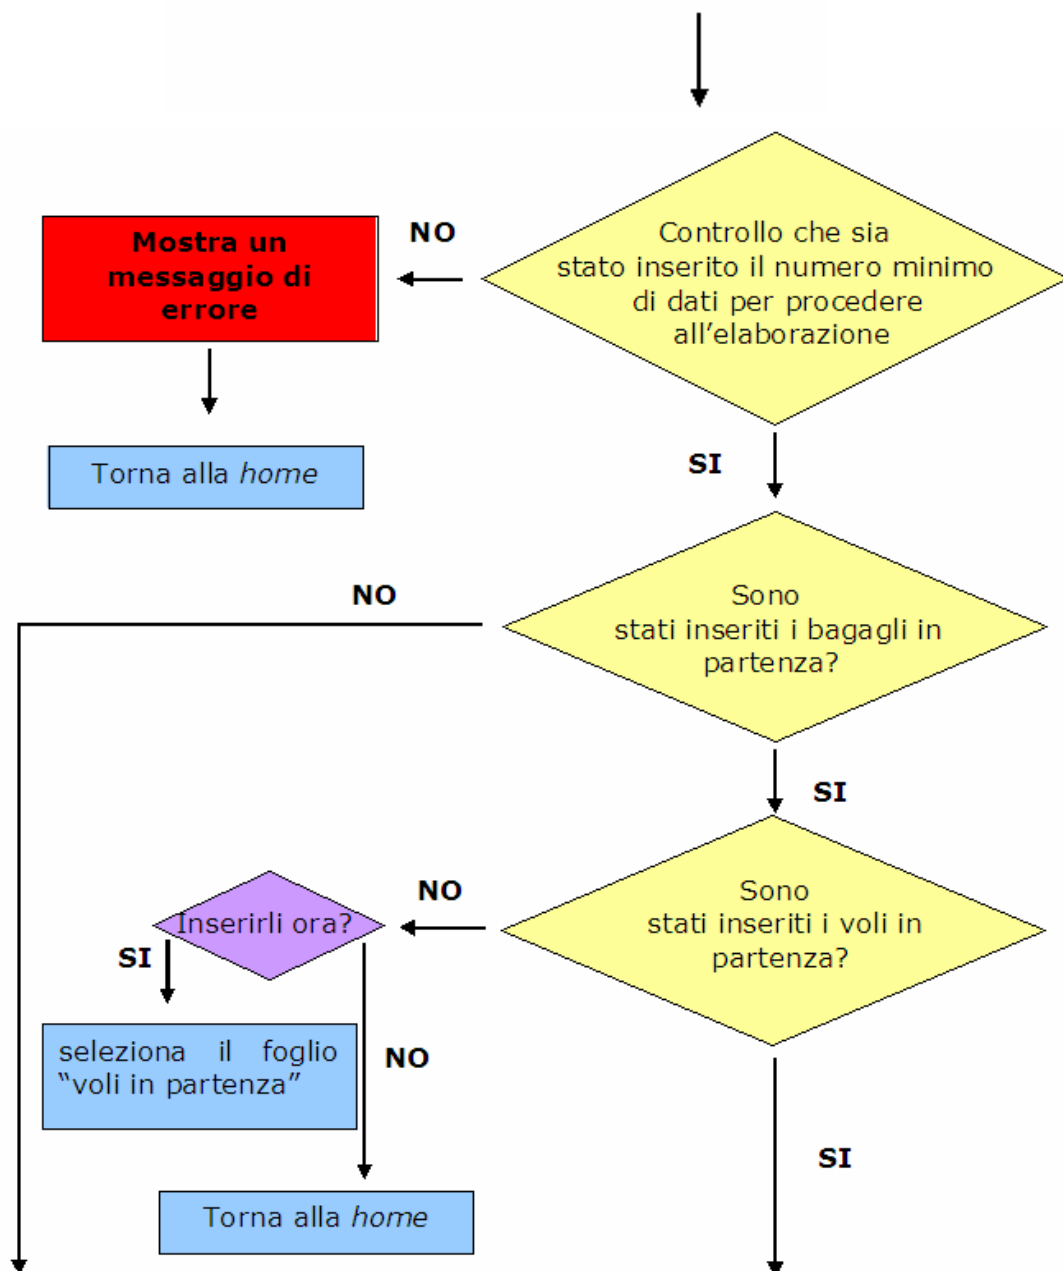 NO
Mostra un
messaggio di
errore
Controllo che sia
stato inserito il numero minimo
di dati per procedere
all’elaborazione
SI
Torna alla home
NO
Sono
stati inseriti i bagagli in
partenza?
SI
NO
Sono
stati inseriti i voli in
partenza?
Inserirli ora?
SI
seleziona il foglio
“voli in partenza”
NO
SI
Torna alla home